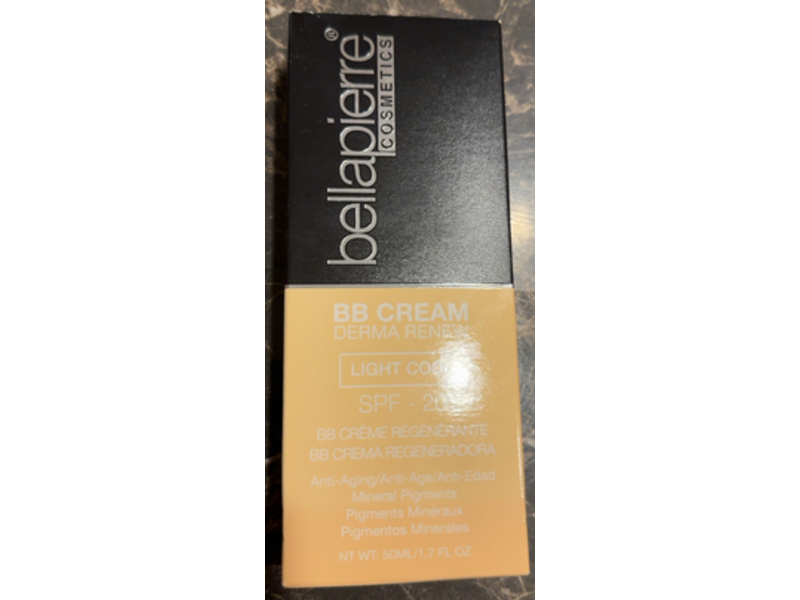 bellapierre®
COSMETICS
BB CREAM
DERMA RENEW
LIGHT
SPF -
BB CRÈME RÉGÉNÉRANTE
BB CREMA REGENERADORA
Anti-Aging/Anti-Age/Anti-Edad
Mineral Pigments
Pigments Minéraux
Pigmentos Minerales
NT WT: 50ML/1.7 FL OZ